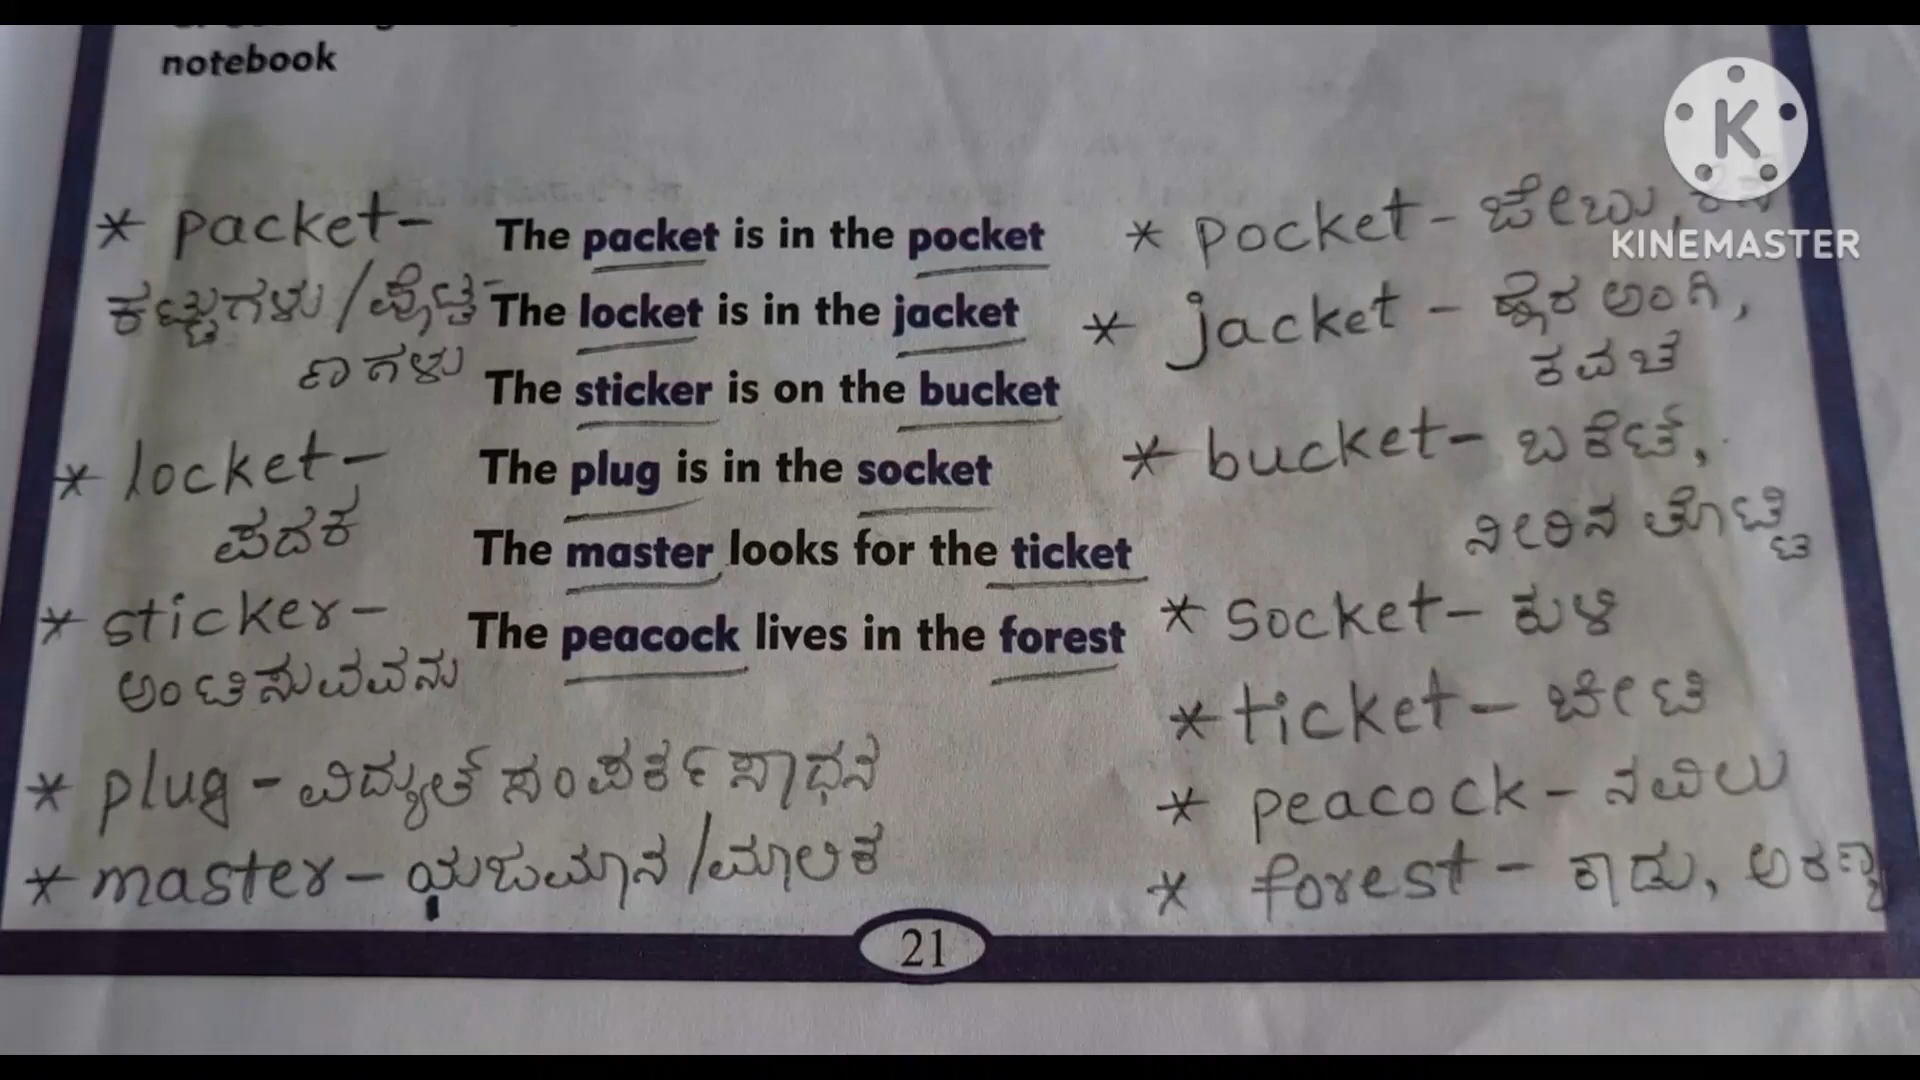 notebook
K
KINEMASTER
* packet-
ಕಟ್ಟುಗಳು/ಪೊಟ್ಟ-
ಣಗಳು
* locket-
ಪದಕ
* sticker-
ಅಂಟಿಸುವವನು
* plug - ವಿದ್ಯುತ್ ಸಂಪರ್ಕ ಸಾಧನ
* master- ಯಜಮಾನ/ಮಾಲಿಕ
The packet is in the pocket
The locket is in the jacket
The sticker is on the bucket
The plug is in the socket
The master looks for the ticket
The peacock lives in the forest
* pocket- ಜೇಬು,
* jacket - ಅಂಗಿ,
ಕವಚ
* bucket- ಬಕೆಟ್,
ನೀರಿನ ತೊಟ್ಟಿ
* socket- ಕುಳಿ
* ticket- ಚೀಟಿ
* peacock- ನವಿಲು
* forest- ಕಾಡು, ಅರಣ್ಯ
21